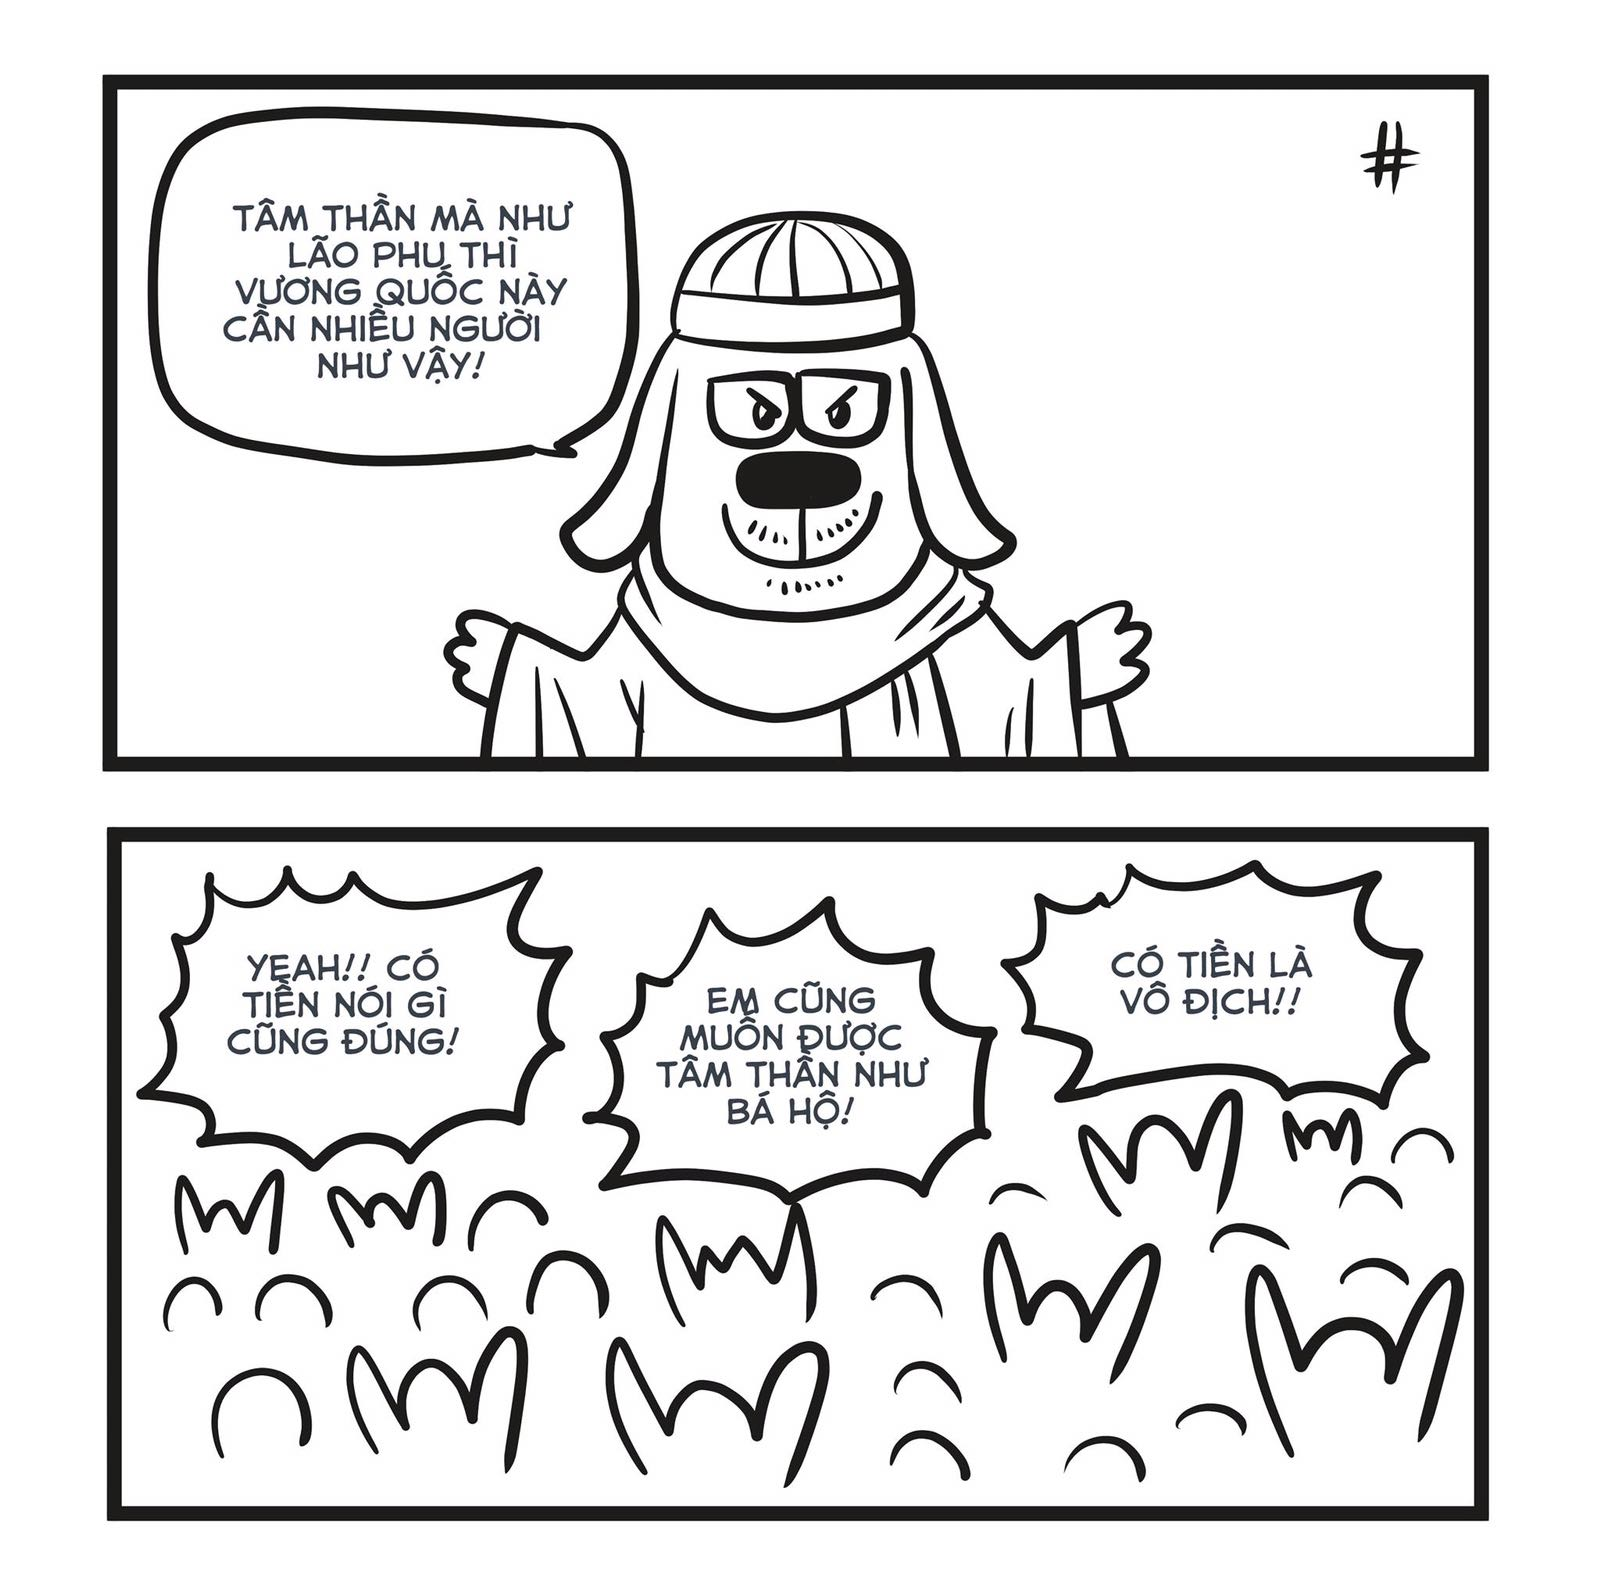 TÂM THẦN MÀ NHƯ
LÃO PHU THÌ
VƯƠNG QUỐC NÀY
CẦN NHIỀU NGƯỜI
NHƯ VẬY!
YEAH!! CÓ
TIỀN NÓI GÌ
CŨNG ĐÚNG!
EM CŨNG
MUỐN ĐƯỢC
TÂM THẦN NHƯ
BÁ HỘ!
CÓ TIỀN LÀ
VÔ ĐỊCH!!